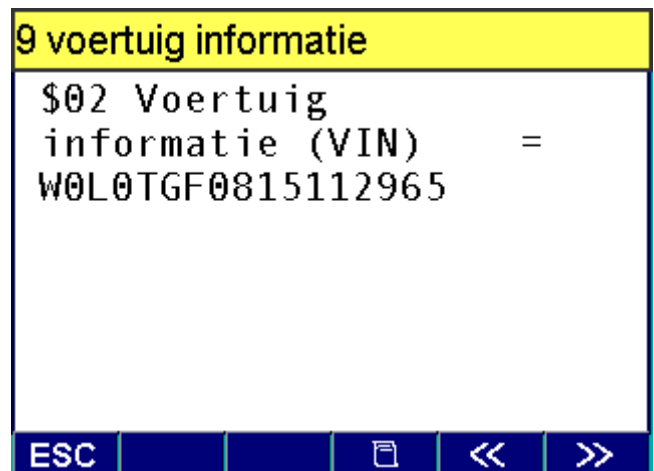 9 voertuig informatie
$02 Voertuig
informatie (VIN) =
W0L0TGF0815112965
ESC << >>